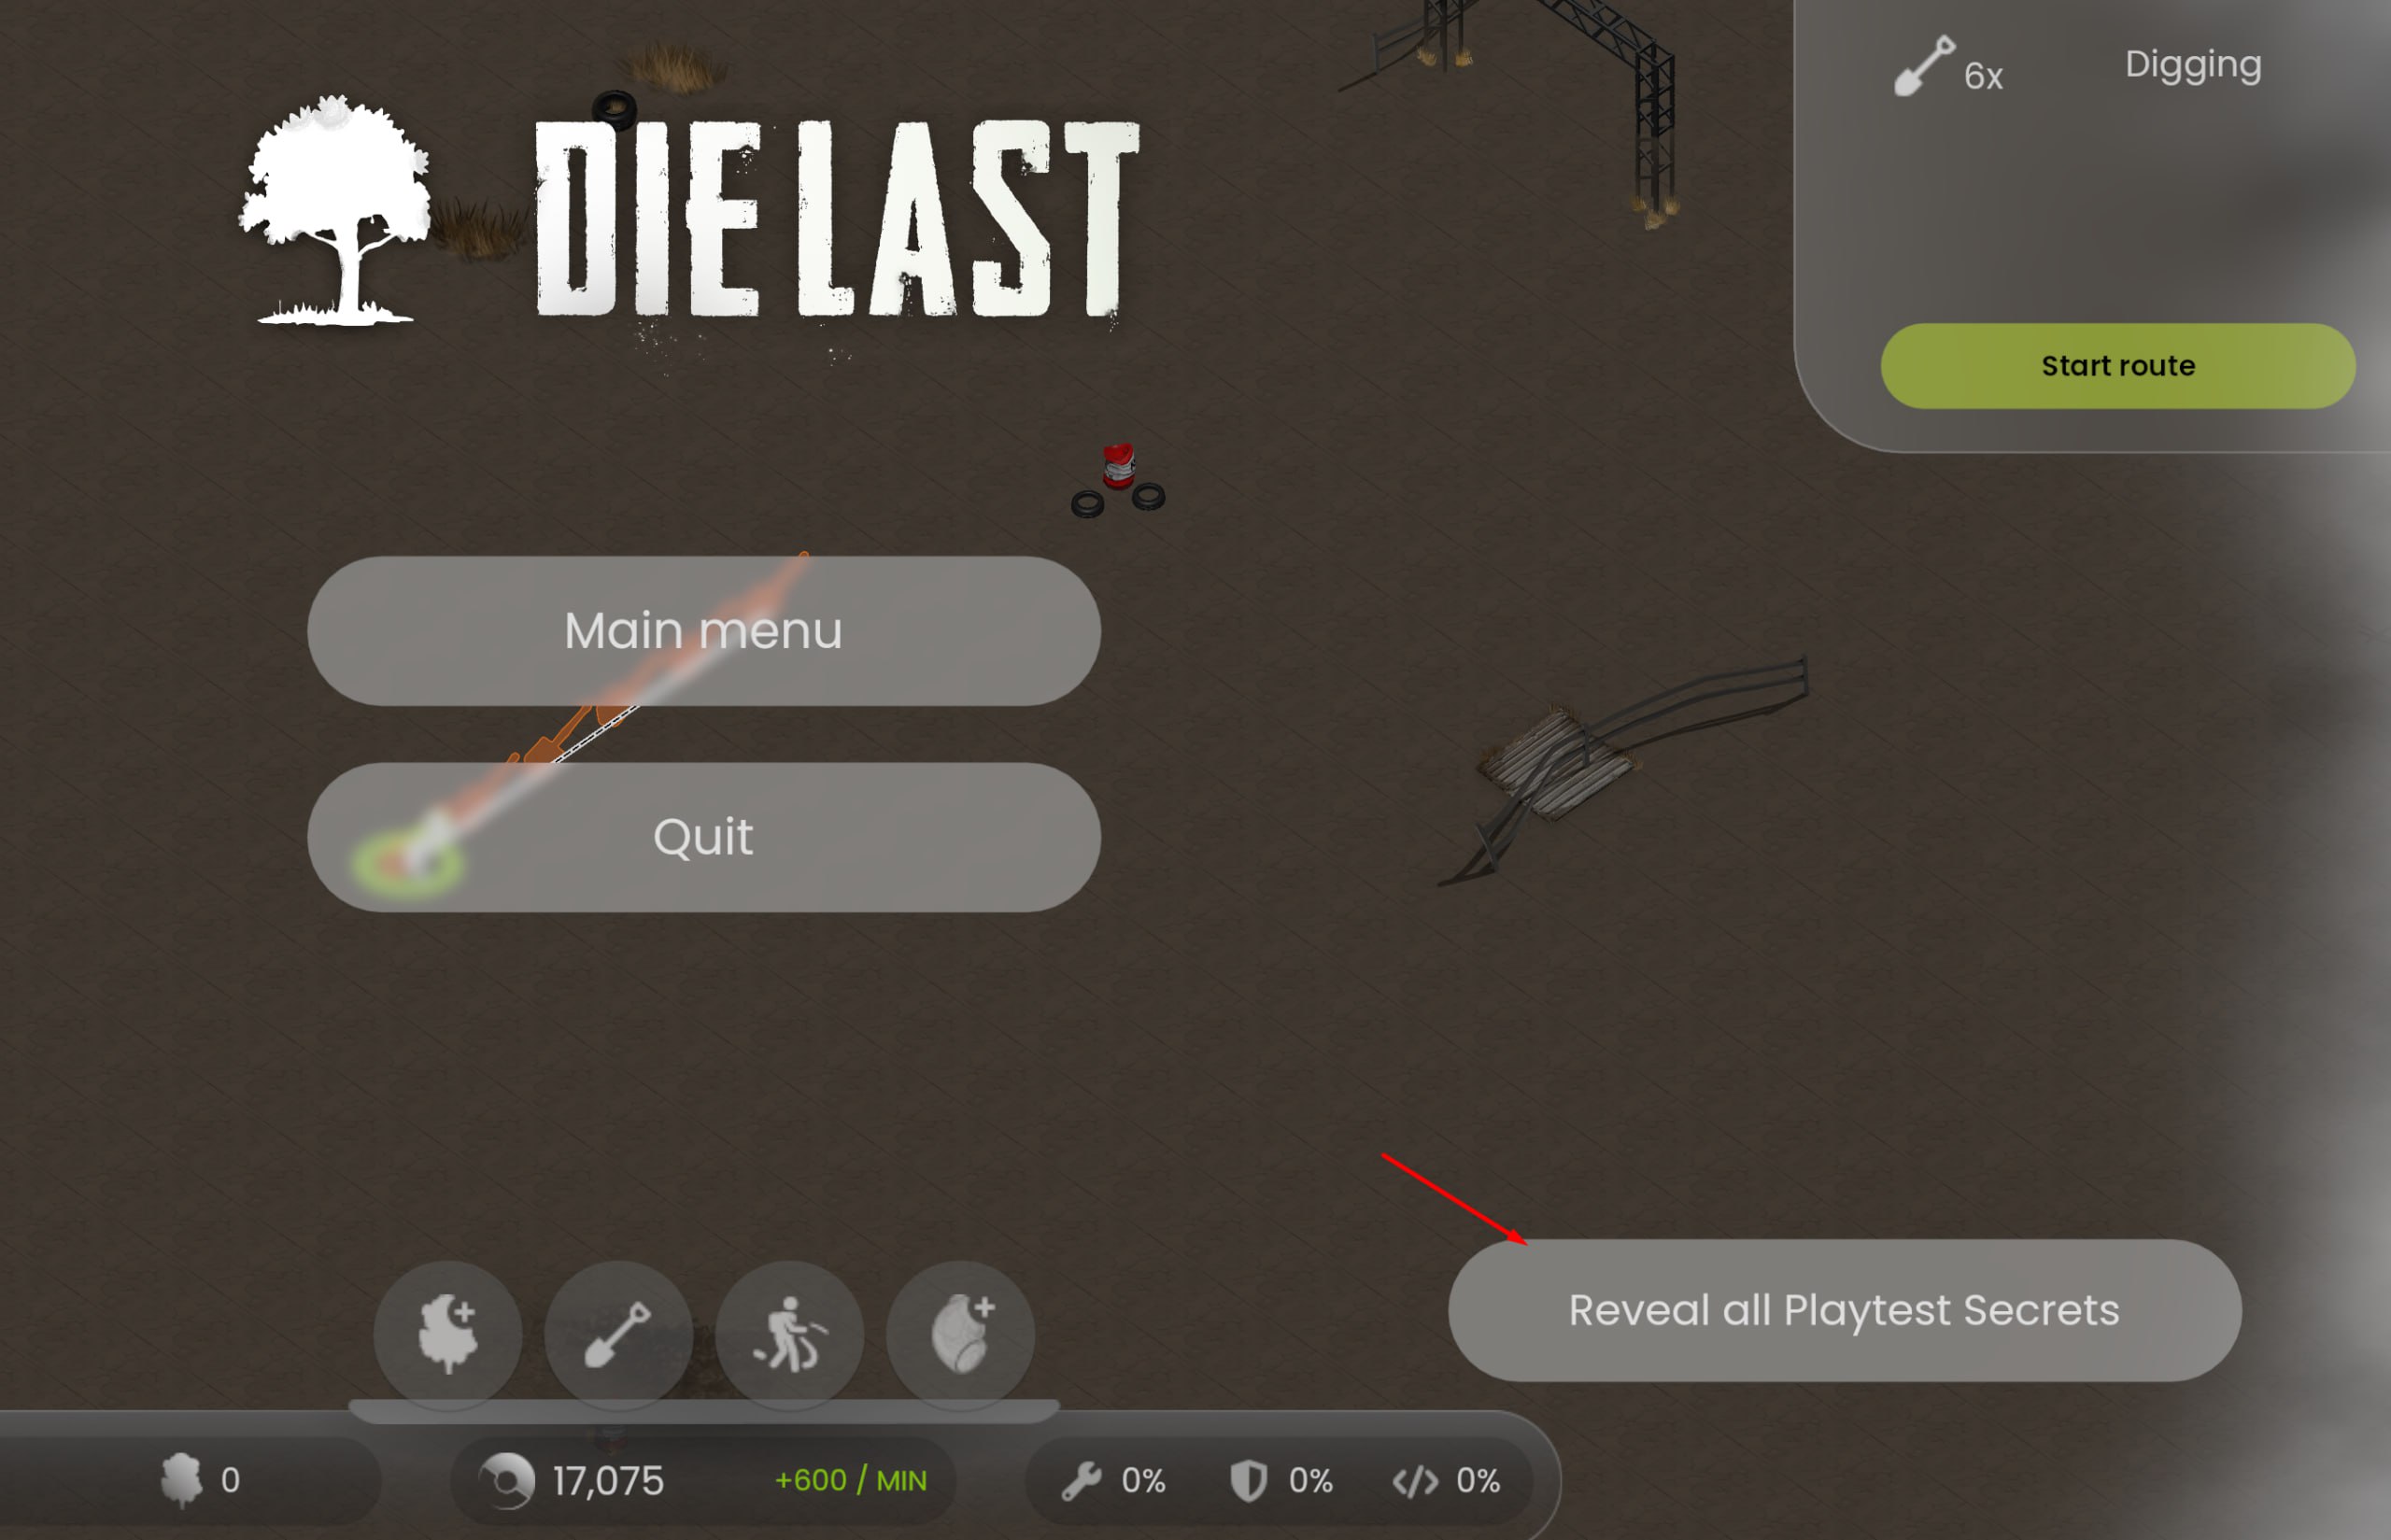 6x
Digging
DIE LAST
Start route
Main menu
Quit
Reveal all Playtest Secrets
0
17,075
+600 / MIN
0%
0%
0%